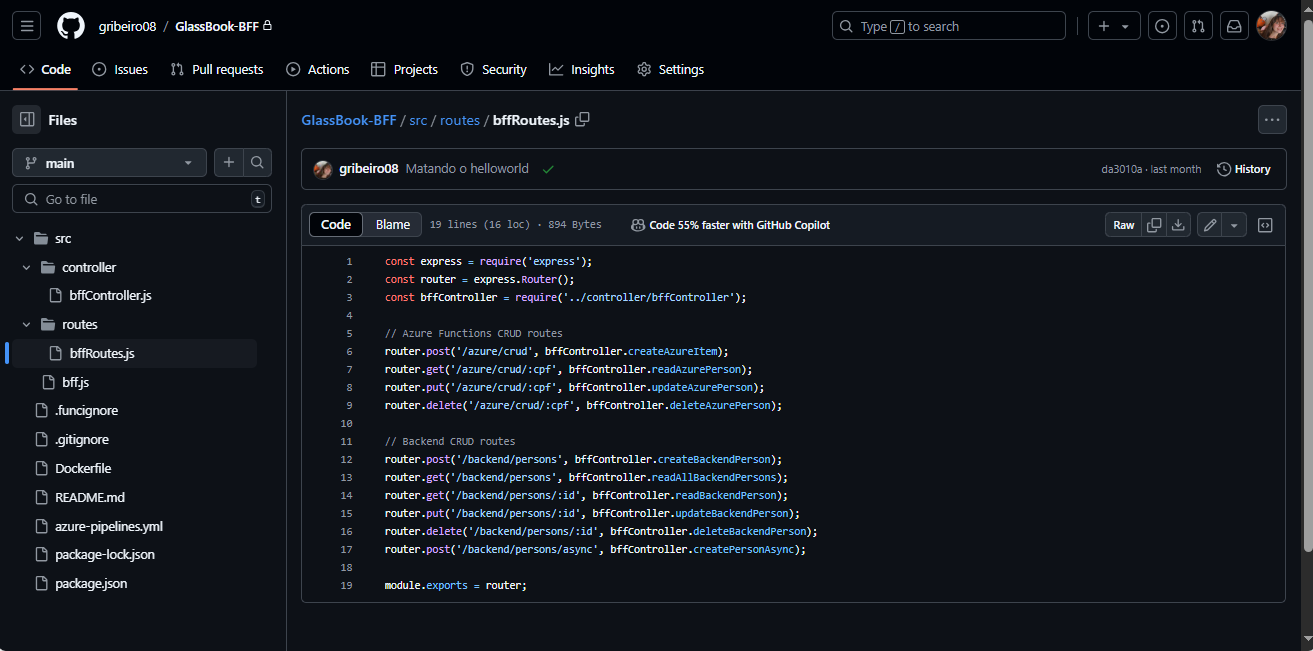 gribeiro08 / GlassBook-BFF
Type / to search
Code Issues Pull requests Actions Projects Security Insights Settings
Files
main
Go to file t
src
controller
bffController.js
routes
bffRoutes.js
bff.js
.funcignore
.gitignore
Dockerfile
README.md
azure-pipelines.yml
package-lock.json
package.json
GlassBook-BFF / src / routes / bffRoutes.js
gribeiro08 Matando o helloworld
da3010a · last month History
Code Blame 19 lines (16 loc) · 894 Bytes Code 55% faster with GitHub Copilot Raw
1 const express = require('express');
2 const router = express.Router();
3 const bffController = require('../controller/bffController');
4
5 // Azure Functions CRUD routes
6 router.post('/azure/crud', bffController.createAzureItem);
7 router.get('/azure/crud/:cpf', bffController.readAzurePerson);
8 router.put('/azure/crud/:cpf', bffController.updateAzurePerson);
9 router.delete('/azure/crud/:cpf', bffController.deleteAzurePerson);
10
11 // Backend CRUD routes
12 router.post('/backend/persons', bffController.createBackendPerson);
13 router.get('/backend/persons', bffController.readAllBackendPersons);
14 router.get('/backend/persons/:id', bffController.readBackendPerson);
15 router.put('/backend/persons/:id', bffController.updateBackendPerson);
16 router.delete('/backend/persons/:id', bffController.deleteBackendPerson);
17 router.post('/backend/persons/async', bffController.createPersonAsync);
18
19 module.exports = router;